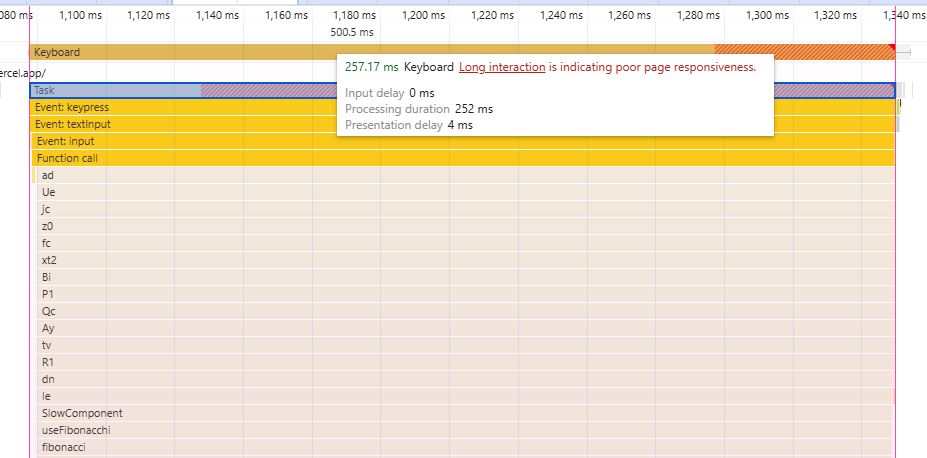 080 ms 1,100 ms 1,120 ms 1,140 ms 1,160 ms 1,180 ms 1,200 ms 1,220 ms 1,240 ms 1,260 ms 1,280 ms 1,300 ms 1,320 ms 1,340 ms
500.5 ms
Keyboard
257.17 ms Keyboard Long interaction is indicating poor page responsiveness.
ercel.app/
Input delay 0 ms
Task
Processing duration 252 ms
Event: keypress
Presentation delay 4 ms
Event: textInput
Event: input
Function call
ad
Ue
jc
z0
fc
xt2
Bi
P1
Qc
Ay
tv
R1
dn
SlowComponent
useFibonacchi
fibonacci